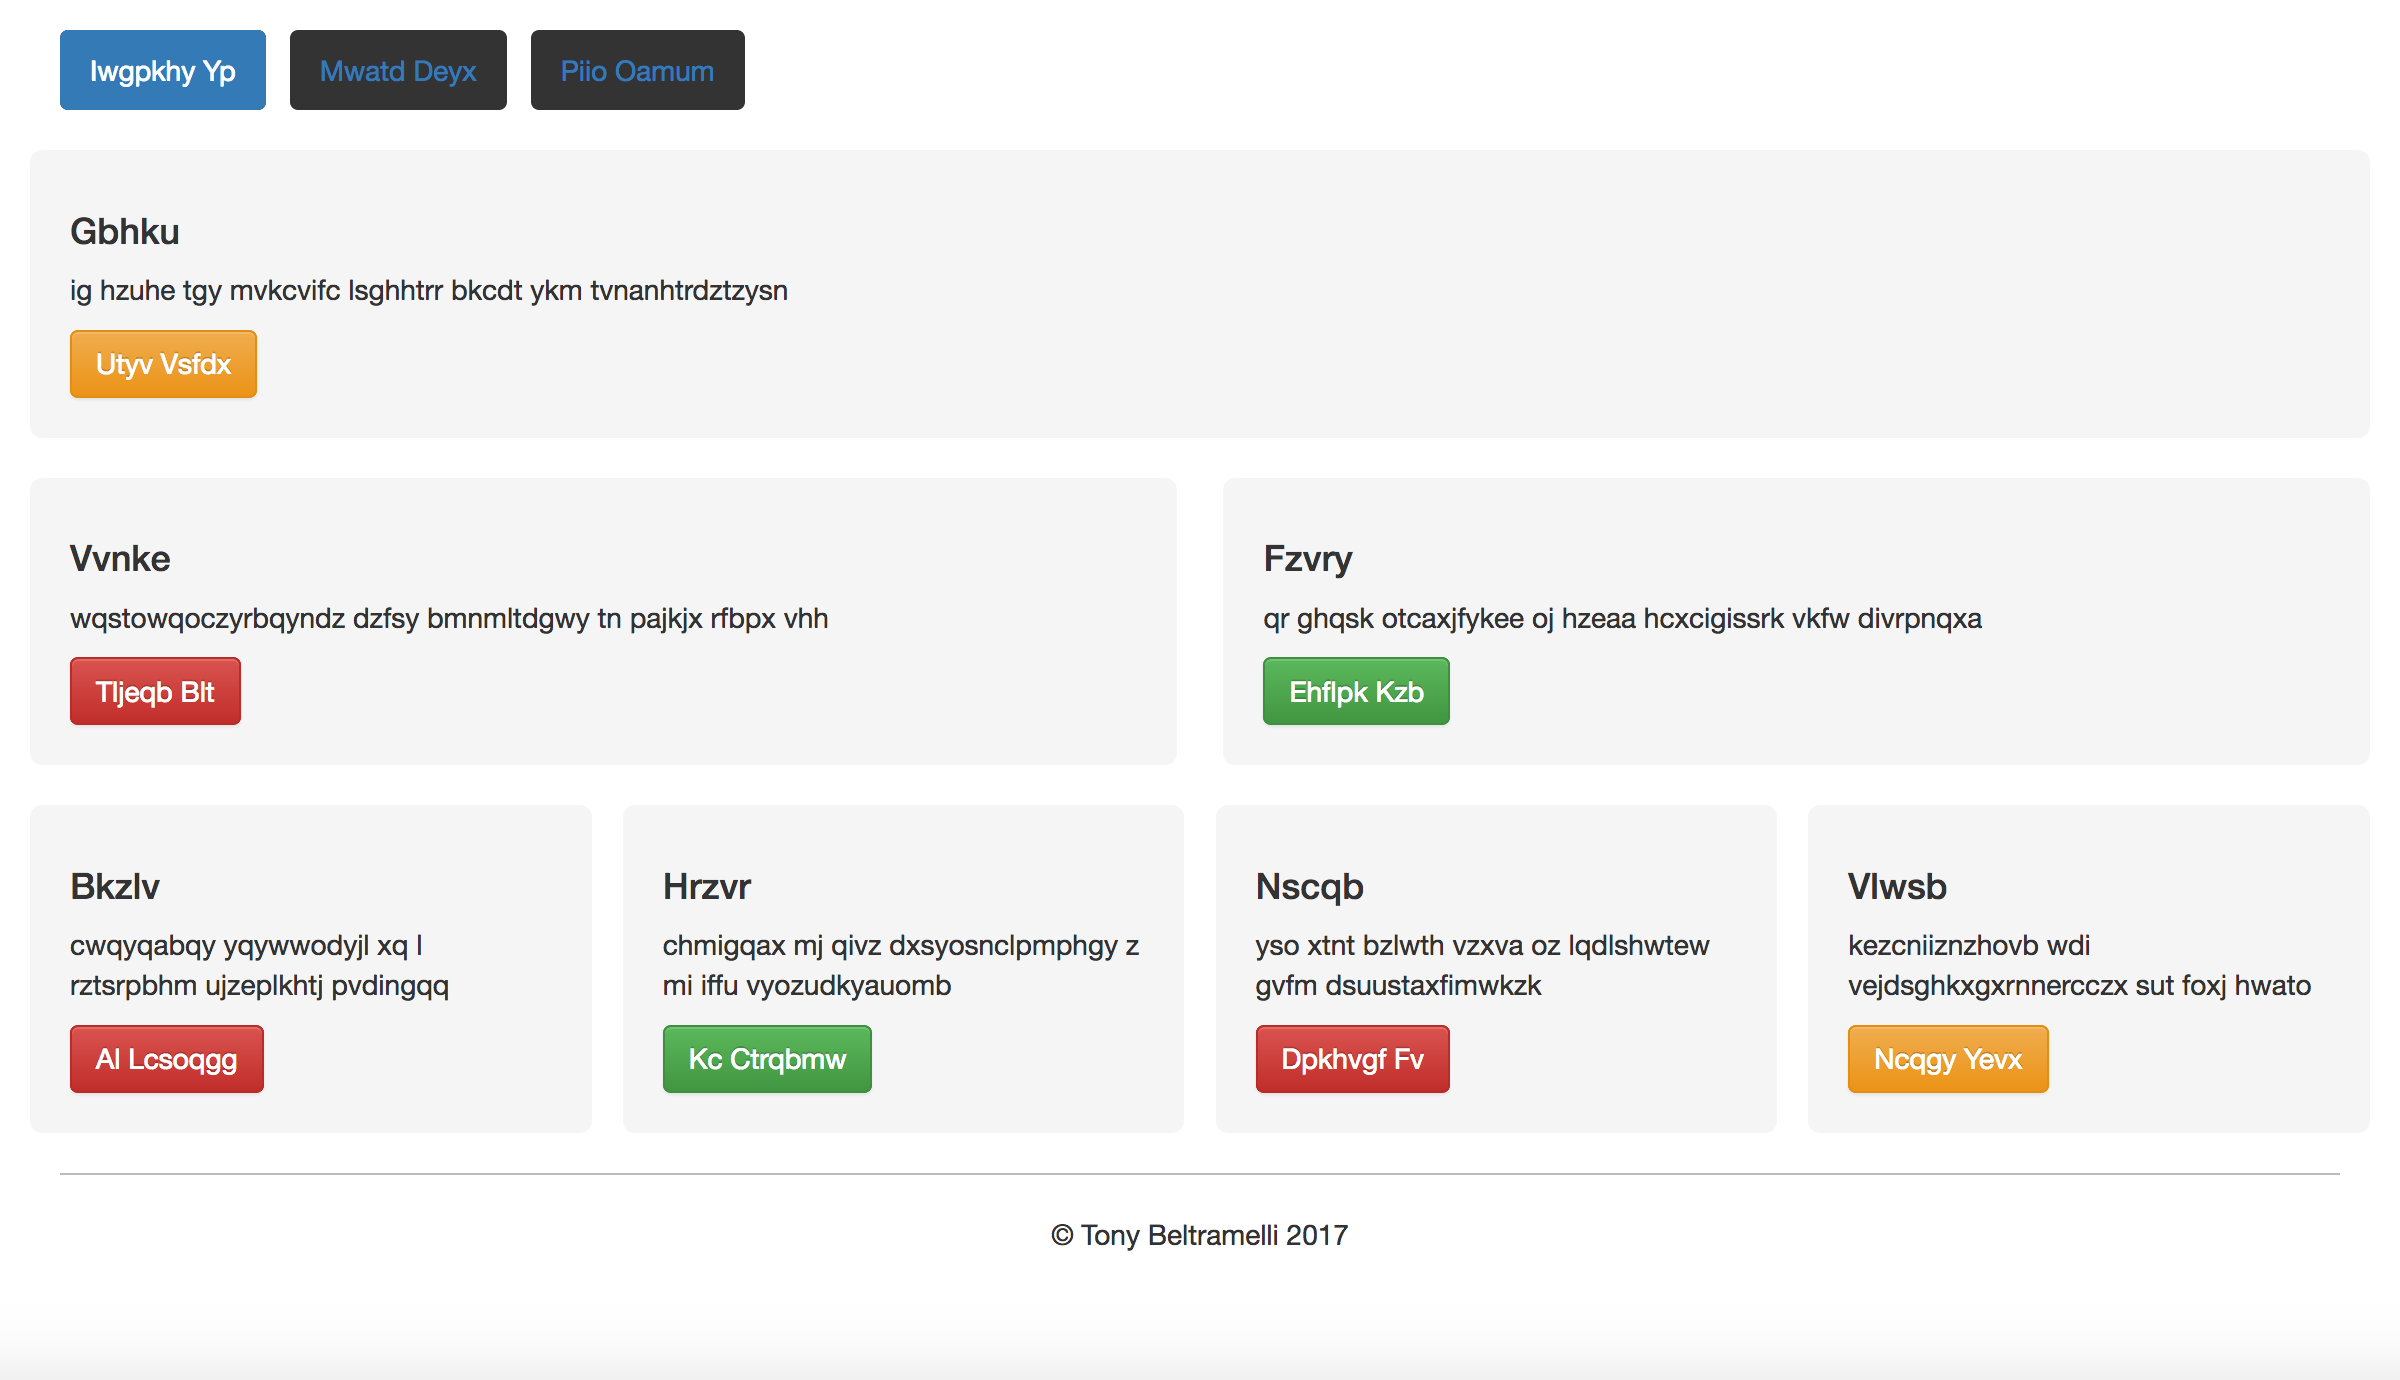 Iwgpkhy Yp
Mwatd Deyx
Piio Oamum
Gbhku
ig hzuhe tgy mvkcvifc lsghhtrr bkcdt ykm tvnanhtrdztzysn
Utyv Vsfdx
Vvnke
wqstowqoczyrbqyndz dzfsy bmnmltdgwy tn pajkjx rfbpx vhh
Tljeqb Blt
Fzvry
qr ghqsk otcaxjfykee oj hzeaa hcxcigissrk vkfw divrpnqxa
Ehflpk Kzb
Bkzlv
cwqyqabqy yqywwodyjl xq l
rztsrpbhm ujzeplkhtj pvdingqq
Al Lcsoqgg
Hrzvr
chmigqax mj qivz dxsyosnclpmphgy z
mi iffu vyozudkyauomb
Kc Ctrqbmw
Nscqb
yso xtnt bzlwth vzxva oz lqdlshwtew
gvfm dsuustaxfimwkzk
Dpkhvgf Fv
Vlwsb
kezcniiznzhovb wdi
vejdsghkxgxrnnercczx sut foxj hwato
Ncqgy Yevx
© Tony Beltramelli 2017